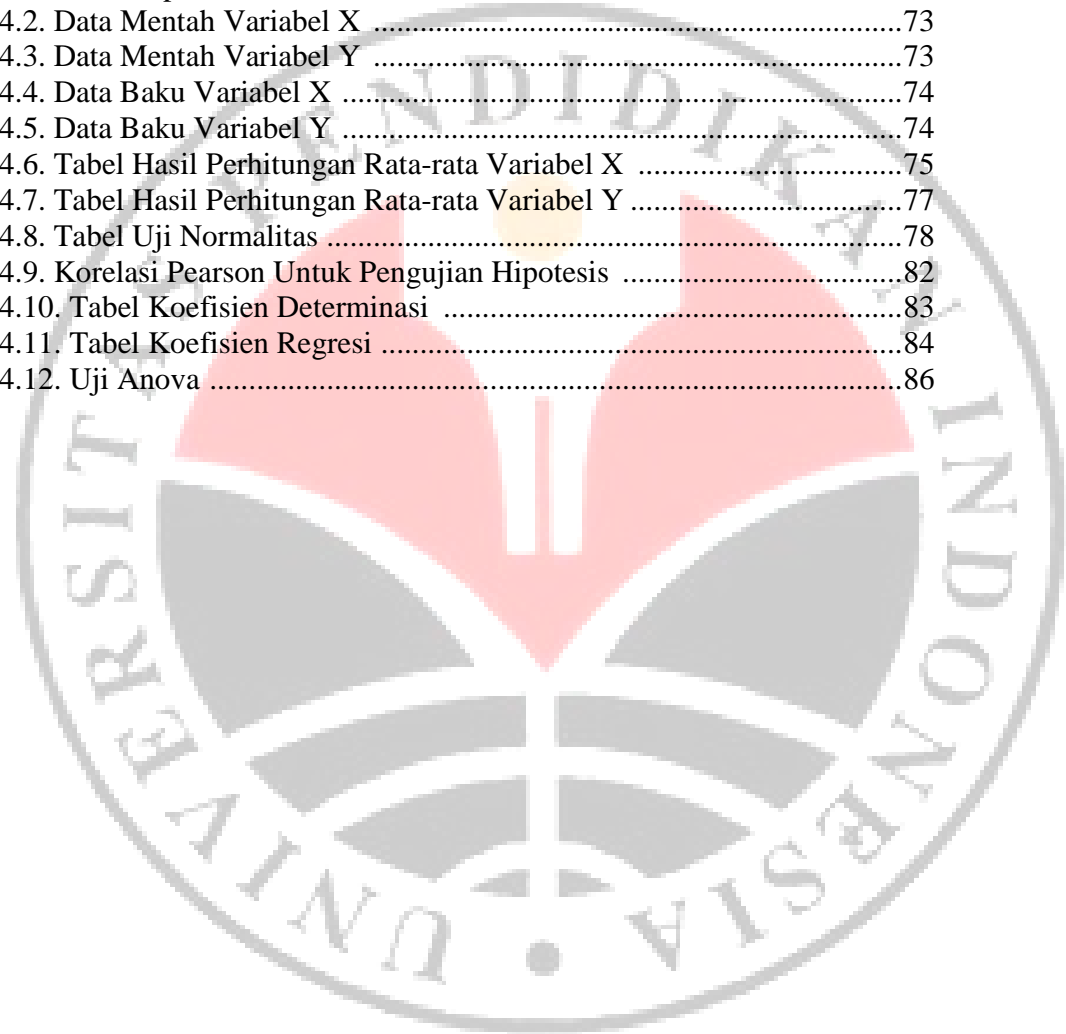 4.2. Data Mentah Variabel X ................................................................73
4.3. Data Mentah Variabel Y ................................................................73
4.4. Data Baku Variabel X ....................................................................74
4.5. Data Baku Variabel Y ....................................................................74
4.6. Tabel Hasil Perhitungan Rata-rata Variabel X ................................75
4.7. Tabel Hasil Perhitungan Rata-rata Variabel Y .................................77
4.8. Tabel Uji Normalitas ......................................................................78
4.9. Korelasi Pearson Untuk Pengujian Hipotesis ..................................82
4.10. Tabel Koefisien Determinasi ........................................................83
4.11. Tabel Koefisien Regresi ...............................................................84
4.12. Uji Anova ....................................................................................86
UNIVERSITAS PENDIDIKAN INDONESIA